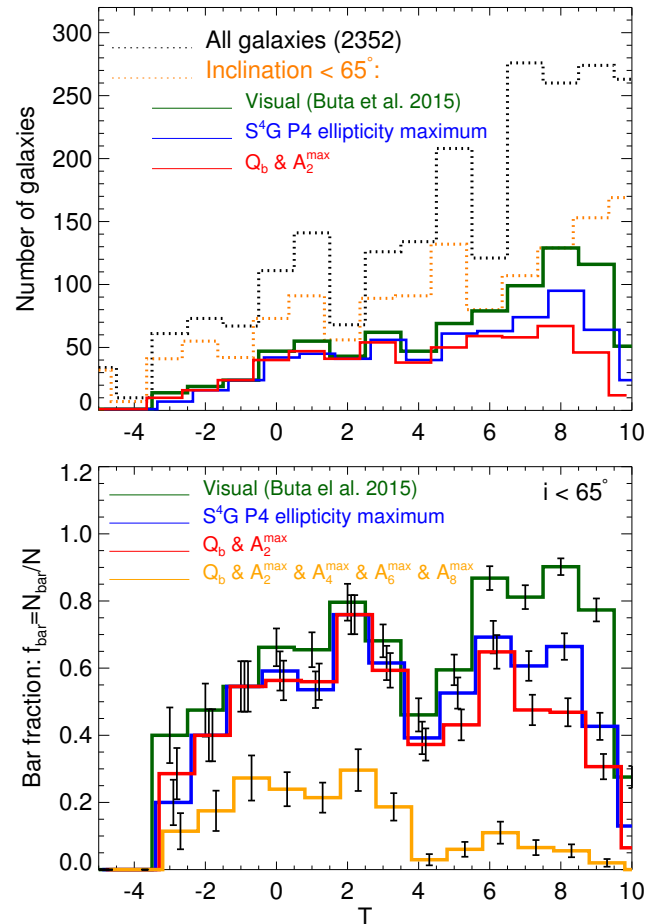 300
250
200
150
100
50
0
Number of galaxies
All galaxies (2352)
Inclination < 65°:
Visual (Buta et al. 2015)
S⁴G P4 ellipticity maximum
Q_b & A_2^max
-4 -2 0 2 4 6 8 10
1.2
1.0
0.8
0.6
0.4
0.2
0.0
Bar fraction: f_bar=N_bar/N
Visual (Buta el al. 2015)
i < 65°
S⁴G P4 ellipticity maximum
Q_b & A_2^max
Q_b & A_2^max & A_4^max & A_6^max & A_8^max
-4 -2 0 2 4 6 8 10
T